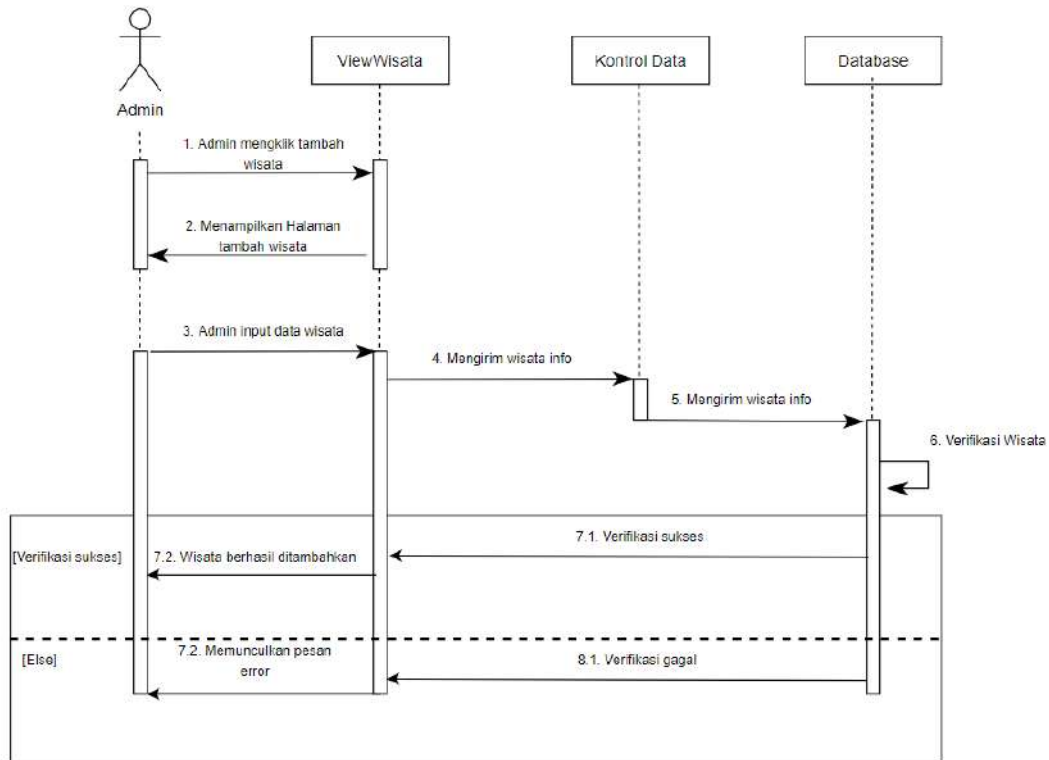 ViewWisata
Kontrol Data
Database
Admin
1. Admin mengklik tambah
wisata
2. Menampilkan Halaman
tambah wisata
3. Admin input data wisata
4. Mengirim wisata info
5. Mengirim wisata info
6. Verifikasi Wisata
[Verifikasi sukses]
7.1. Verifikasi sukses
7.2. Wisata berhasil ditambahkan
[Else]
8.1. Verifikasi gagal
7.2. Memunculkan pesan
error